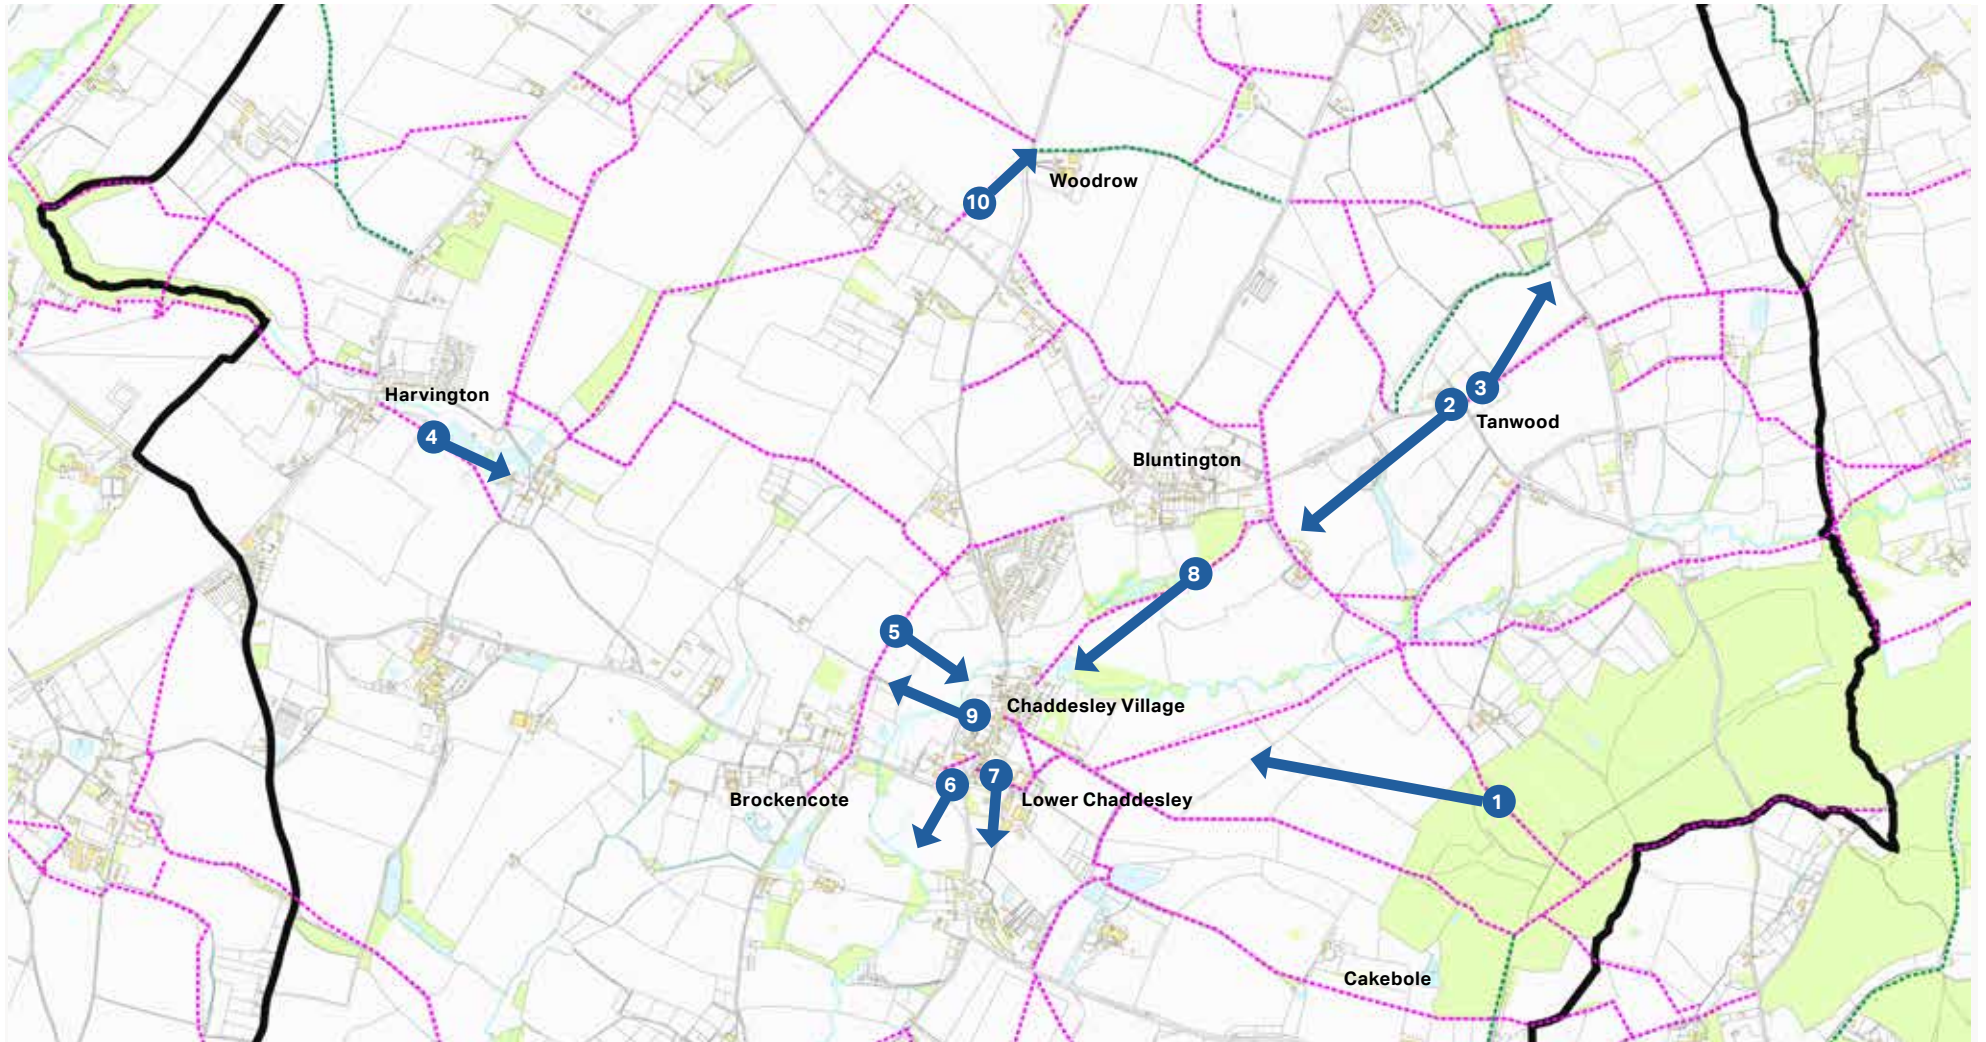 Woodrow
10
Harvington
4
2
3
Tanwood
Bluntington
8
5
9
Chaddesley Village
6
7
Brockencote
Lower Chaddesley
1
Cakebole